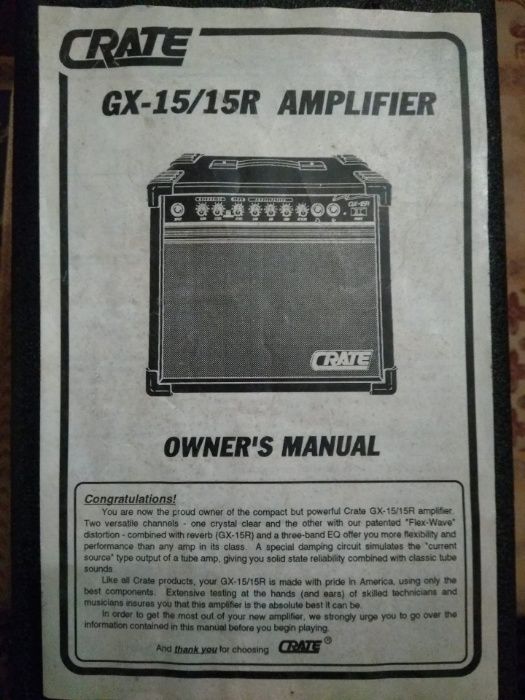 CRATE
GX-15/15R AMPLIFIER
GX-15R
CRATE
OWNER'S MANUAL
Congratulations!
You are now the proud owner of the compact but powerful Crate GX-15/15R amplifier.
Two versatile channels - one crystal clear and the other with our patented "Flex-Wave"
distortion - combined with reverb (GX-15R) and a three-band EQ offer you more flexibility and
performance than any amp in its class. A special damping circuit simulates the "current
source" type output of a tube amp, giving you solid state reliability combined with classic tube
sounds.
Like all Crate products, your GX-15/15R is made with pride in America, using only the
best components. Extensive testing at the hands (and ears) of skilled technicians and
musicians insures you that this amplifier is the absolute best it can be.
In order to get the most out of your new amplifier, we strongly urge you to go over the
information contained in this manual before you begin playing.
And thank you for choosing CRATE ®